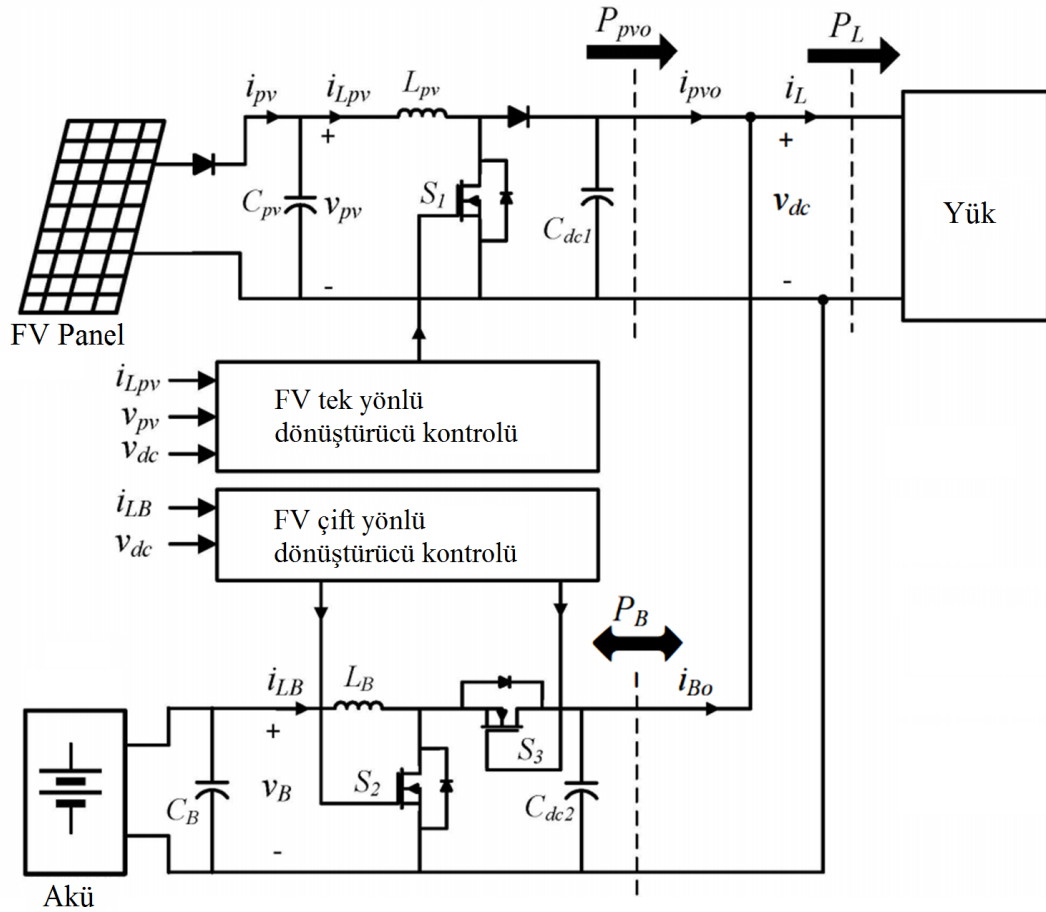 P_pvo
P_L
i_pv
i_Lpv
L_pv
i_pvo
i_L
+
+
C_pv
v_pv
S_1
C_dc1
v_dc
Yük
-
-
FV Panel
i_Lpv
v_pv
v_dc
FV tek yönlü
dönüştürücü kontrolü
i_LB
v_dc
FV çift yönlü
dönüştürücü kontrolü
P_B
i_LB
L_B
i_Bo
+
S_3
v_B
S_2
C_B
C_dc2
-
Akü